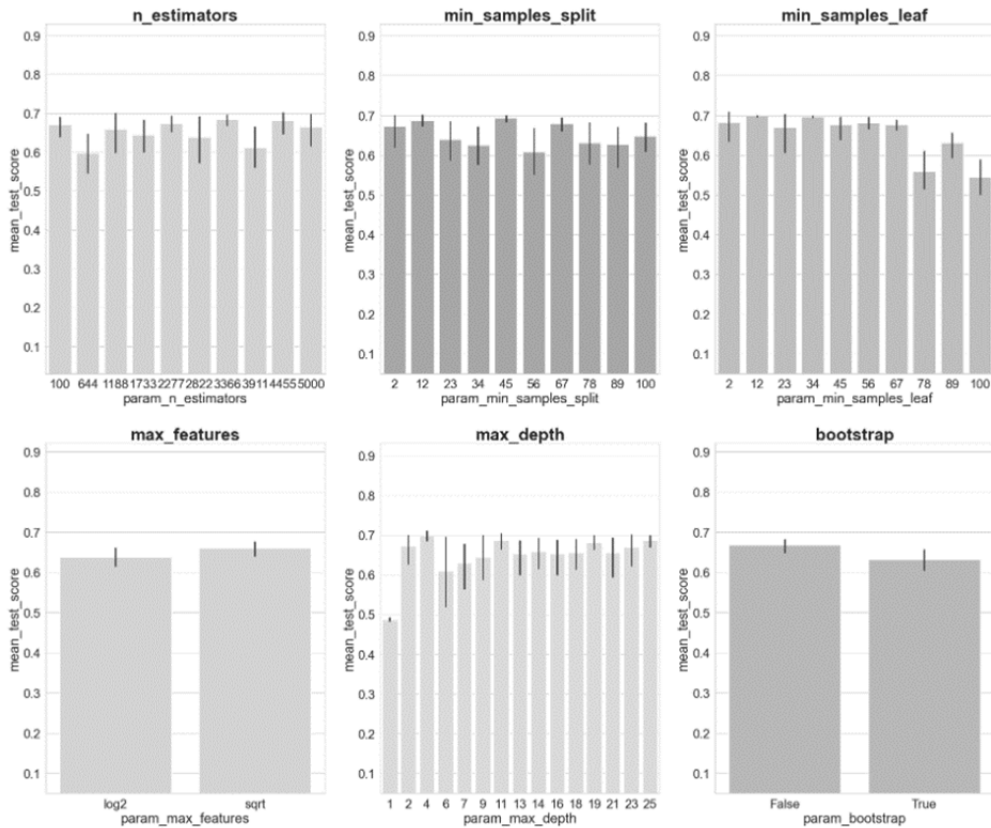 n_estimators
0.9
0.8
0.7
0.6
0.5
0.4
0.3
0.2
0.1
mean_test_score
100 644 1188 1733 2277 2822 3366 3911 4455 5000
param_n_estimators
min_samples_split
0.9
0.8
0.7
0.6
0.5
0.4
0.3
0.2
0.1
mean_test_score
2 12 23 34 45 56 67 78 89 100
param_min_samples_split
min_samples_leaf
0.9
0.8
0.7
0.6
0.5
0.4
0.3
0.2
0.1
mean_test_score
2 12 23 34 45 56 67 78 89 100
param_min_samples_leaf
max_features
0.9
0.8
0.7
0.6
0.5
0.4
0.3
0.2
0.1
mean_test_score
log2 sqrt
param_max_features
max_depth
0.9
0.8
0.7
0.6
0.5
0.4
0.3
0.2
0.1
mean_test_score
1 2 4 6 7 9 11 13 14 16 18 19 21 23 25
param_max_depth
bootstrap
0.9
0.8
0.7
0.6
0.5
0.4
0.3
0.2
0.1
mean_test_score
False True
param_bootstrap